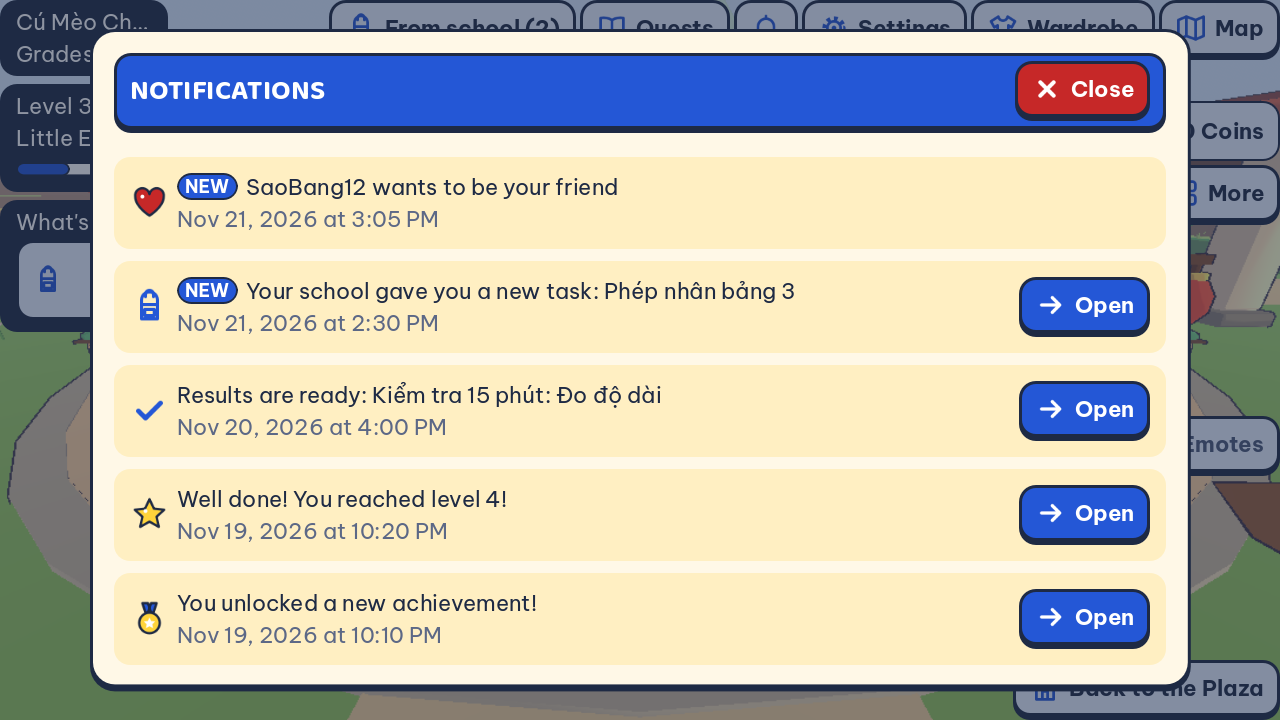 Cú Mèo Ch...
Grades
From school (2)
Quests
Settings
Wardrobe
Map
NOTIFICATIONS
Close
Level 3
Little E
Coins
More
What's
NEW SaoBang12 wants to be your friend
Nov 21, 2026 at 3:05 PM
NEW Your school gave you a new task: Phép nhân bảng 3
Nov 21, 2026 at 2:30 PM
Open
Results are ready: Kiểm tra 15 phút: Đo độ dài
Nov 20, 2026 at 4:00 PM
Open
Emotes
Well done! You reached level 4!
Nov 19, 2026 at 10:20 PM
Open
You unlocked a new achievement!
Nov 19, 2026 at 10:10 PM
Open
Back to the Plaza